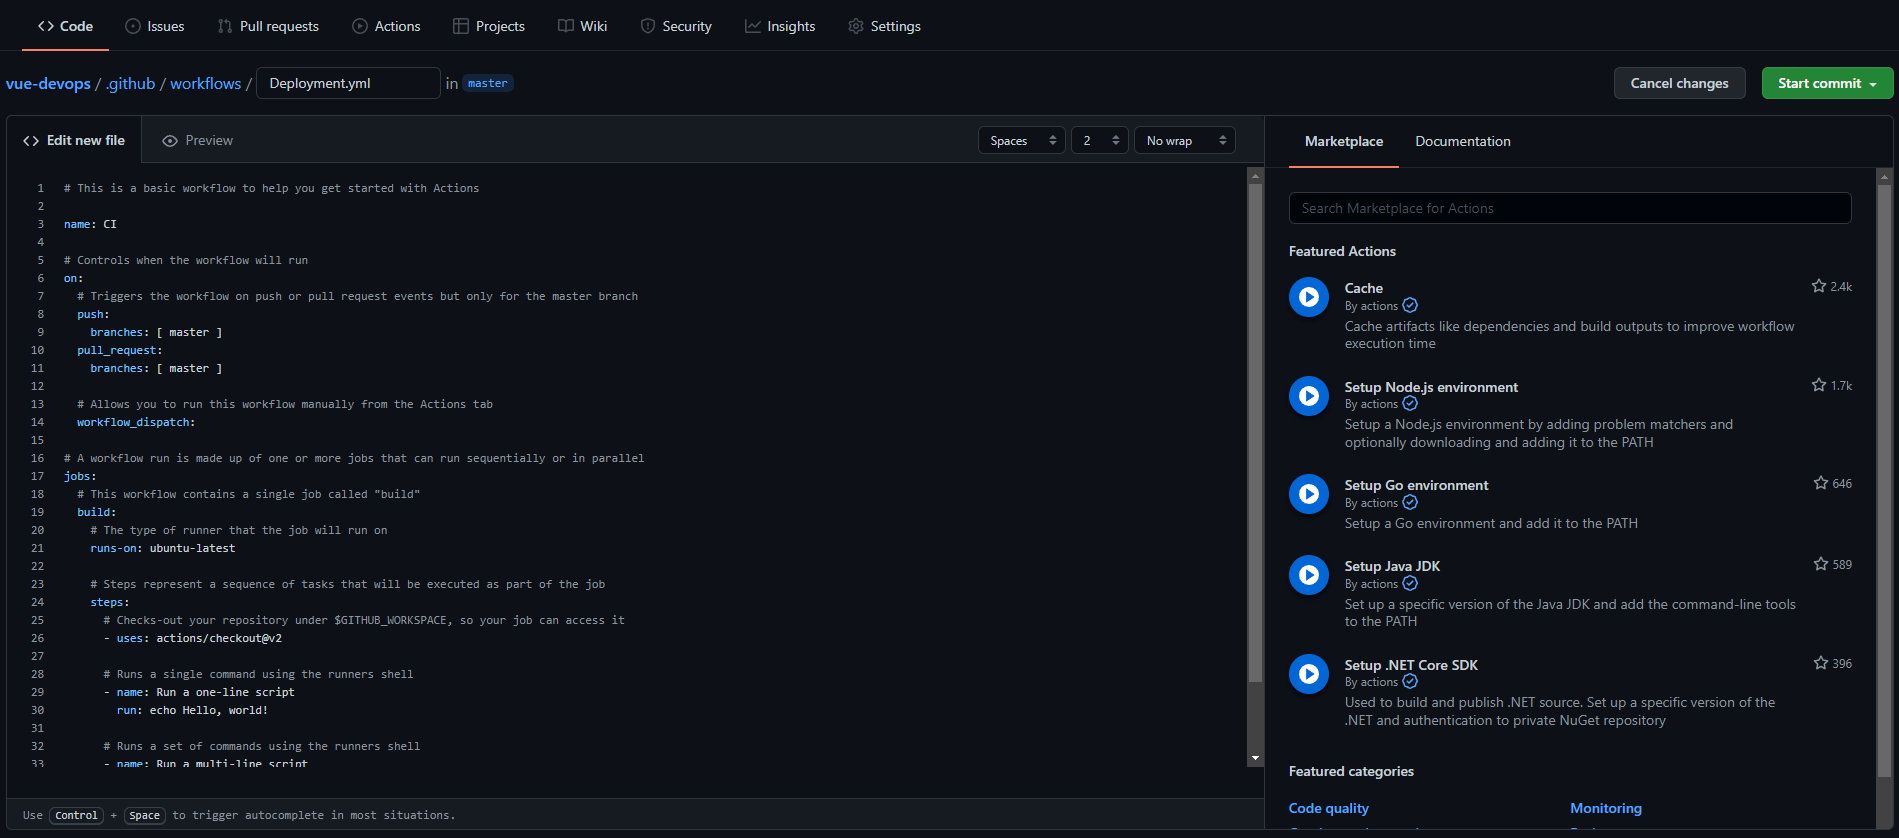 Code Issues Pull requests Actions Projects Wiki Security Insights Settings
vue-devops / .github / workflows / Deployment.yml in master Cancel changes Start commit
Edit new file Preview Spaces 2 No wrap
1 # This is a basic workflow to help you get started with Actions
2
3 name: CI
4
5 # Controls when the workflow will run
6 on:
7 # Triggers the workflow on push or pull request events but only for the master branch
8 push:
9 branches: [ master ]
10 pull_request:
11 branches: [ master ]
12
13 # Allows you to run this workflow manually from the Actions tab
14 workflow_dispatch:
15
16 # A workflow run is made up of one or more jobs that can run sequentially or in parallel
17 jobs:
18 # This workflow contains a single job called "build"
19 build:
20 # The type of runner that the job will run on
21 runs-on: ubuntu-latest
22
23 # Steps represent a sequence of tasks that will be executed as part of the job
24 steps:
25 # Checks-out your repository under $GITHUB_WORKSPACE, so your job can access it
26 - uses: actions/checkout@v2
27
28 # Runs a single command using the runners shell
29 - name: Run a one-line script
30 run: echo Hello, world!
31
32 # Runs a set of commands using the runners shell
33 - name: Run a multi-line script
Use Control + Space to trigger autocomplete in most situations.
Marketplace Documentation
Search Marketplace for Actions
Featured Actions
Cache 2.4k
By actions
Cache artifacts like dependencies and build outputs to improve workflow
execution time
Setup Node.js environment 1.7k
By actions
Setup a Node.js environment by adding problem matchers and
optionally downloading and adding it to the PATH
Setup Go environment 646
By actions
Setup a Go environment and add it to the PATH
Setup Java JDK 589
By actions
Set up a specific version of the Java JDK and add the command-line tools
to the PATH
Setup .NET Core SDK 396
By actions
Used to build and publish .NET source. Set up a specific version of the
.NET and authentication to private NuGet repository
Featured categories
Code quality Monitoring